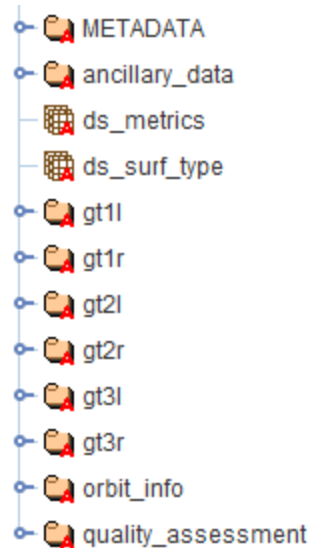 METADATA
ancillary_data
ds_metrics
ds_surf_type
gt1l
gt1r
gt2l
gt2r
gt3l
gt3r
orbit_info
quality_assessment